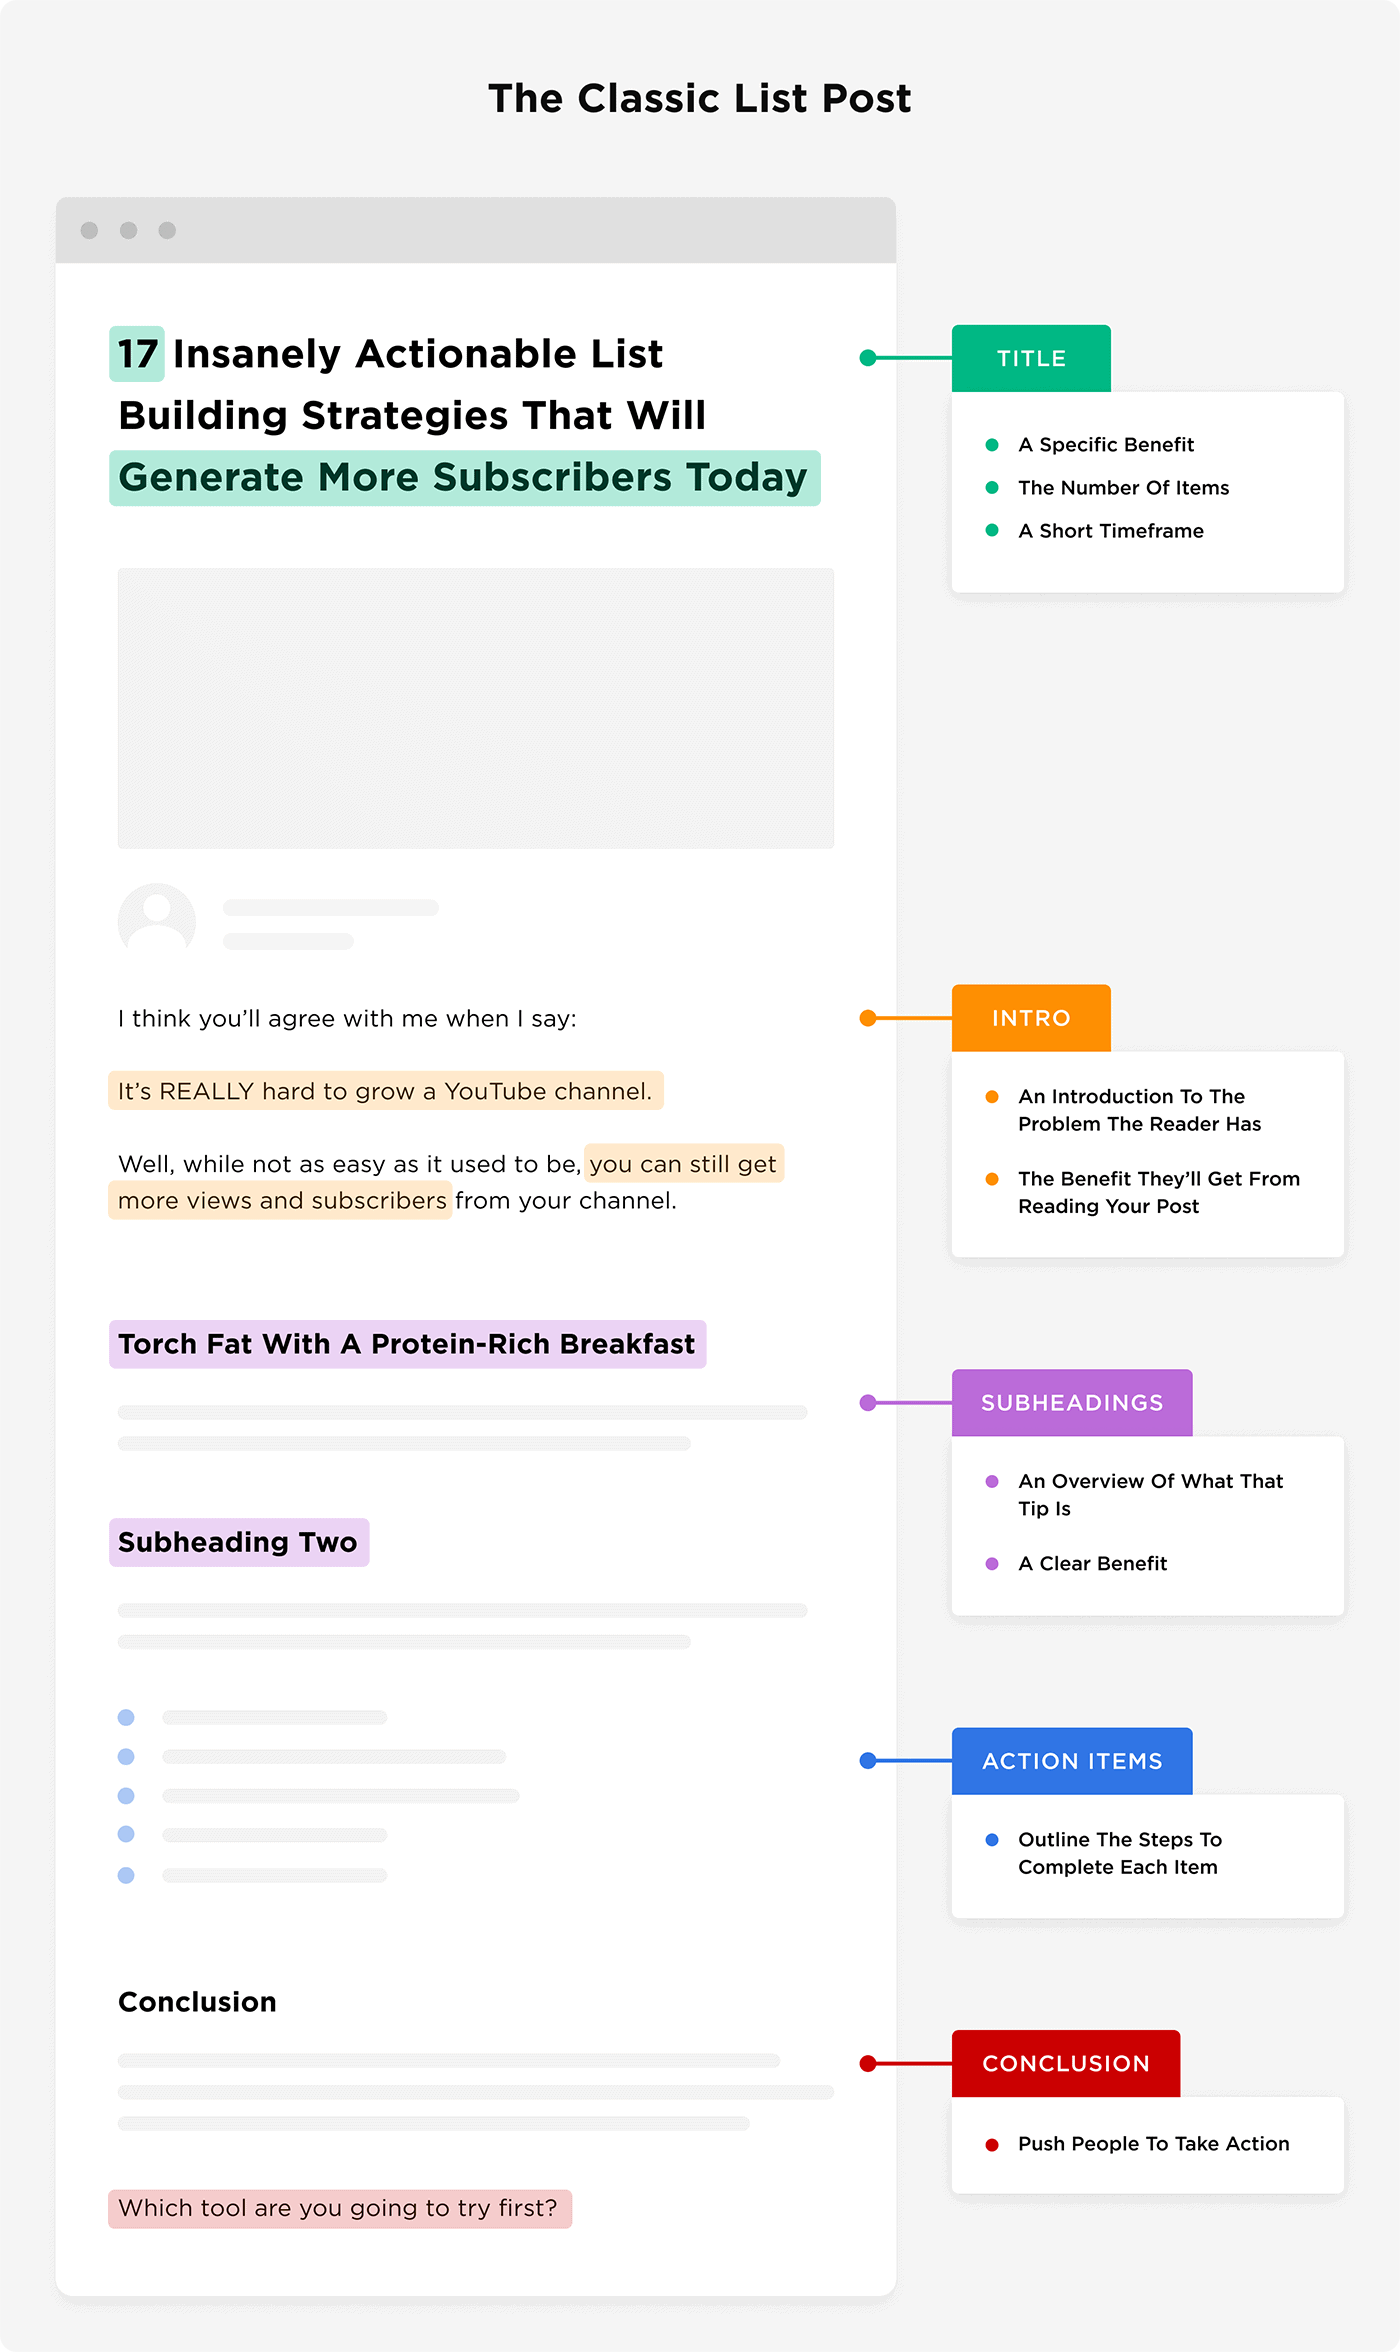 The Classic List Post
17 Insanely Actionable List
Building Strategies That Will
Generate More Subscribers Today
TITLE
A Specific Benefit
The Number Of Items
A Short Timeframe
I think you’ll agree with me when I say:
It’s REALLY hard to grow a YouTube channel.
Well, while not as easy as it used to be, you can still get
more views and subscribers from your channel.
INTRO
An Introduction To The
Problem The Reader Has
The Benefit They’ll Get From
Reading Your Post
Torch Fat With A Protein-Rich Breakfast
Subheading Two
SUBHEADINGS
An Overview Of What That
Tip Is
A Clear Benefit
ACTION ITEMS
Outline The Steps To
Complete Each Item
Conclusion
Which tool are you going to try first?
CONCLUSION
Push People To Take Action